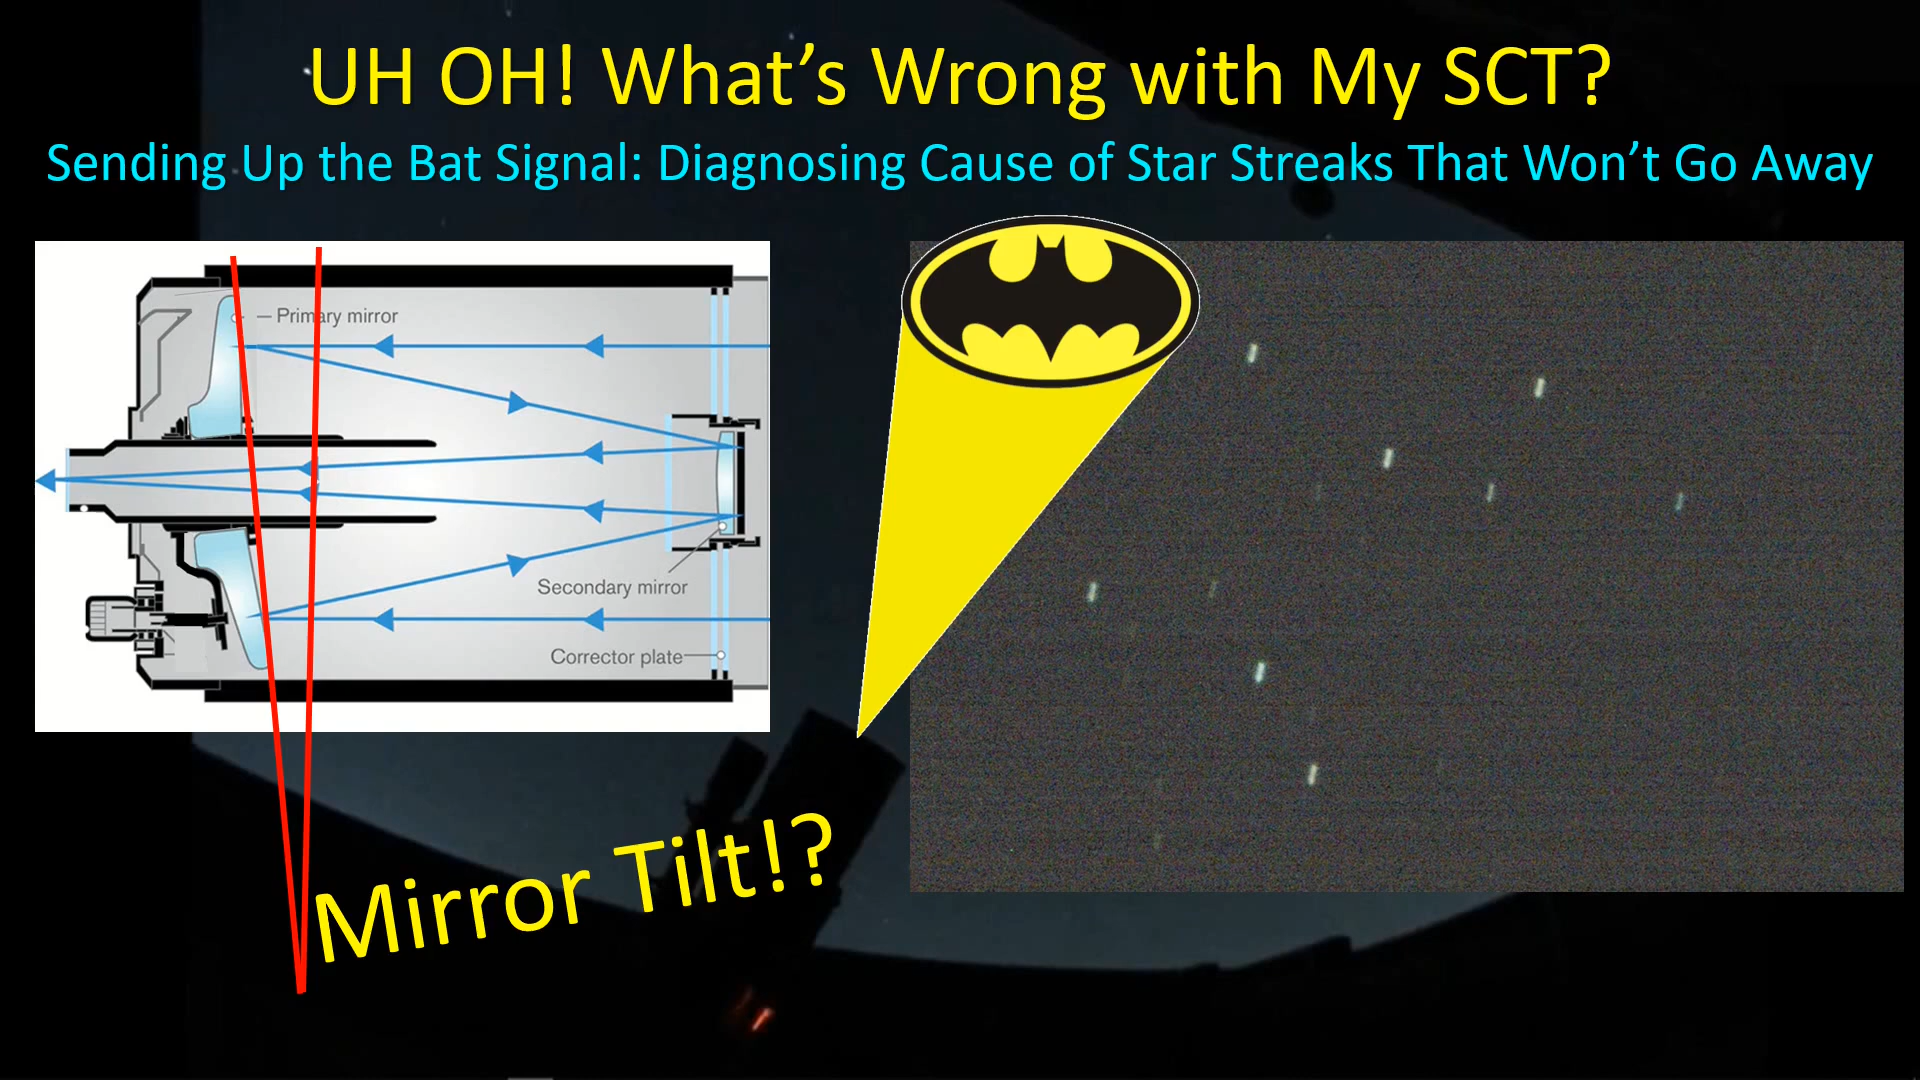 UH OH! What’s Wrong with My SCT?
Sending Up the Bat Signal: Diagnosing Cause of Star Streaks That Won’t Go Away
Primary mirror
Secondary mirror
Corrector plate
Mirror Tilt!?